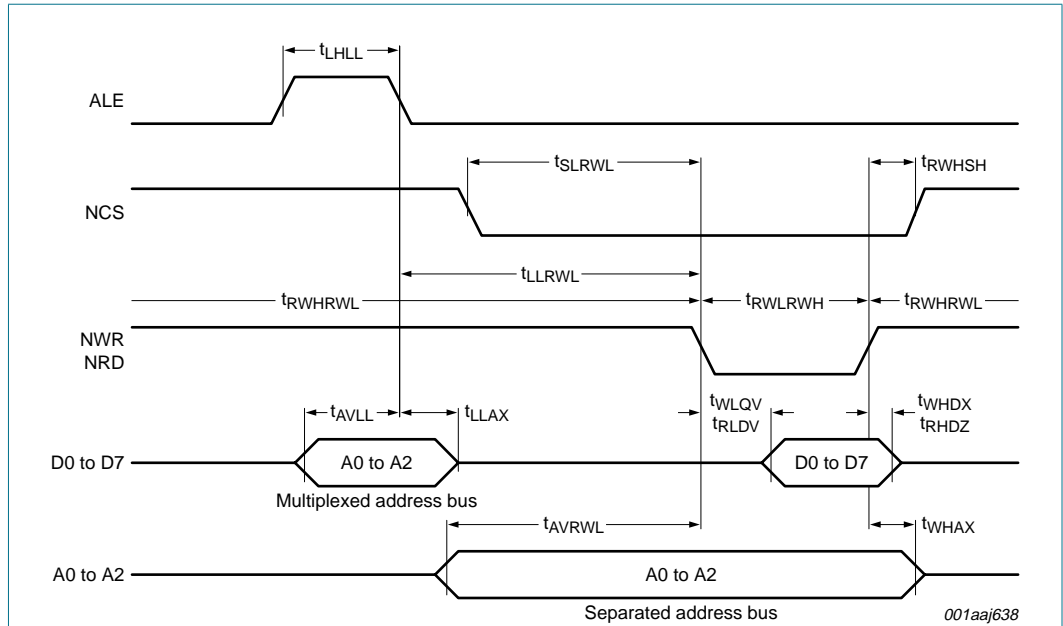 tLHLL
ALE
tSLRWL
tRWHSH
NCS
tLLRWL
tRWHRWL
tRWLRWH
tRWHRWL
NWR
NRD
tAVLL
tLLAX
tWLQV
tRLDV
tWHDX
tRHDZ
D0 to D7
A0 to A2
D0 to D7
Multiplexed address bus
tAVRWL
tWHAX
A0 to A2
A0 to A2
Separated address bus
001aaj638